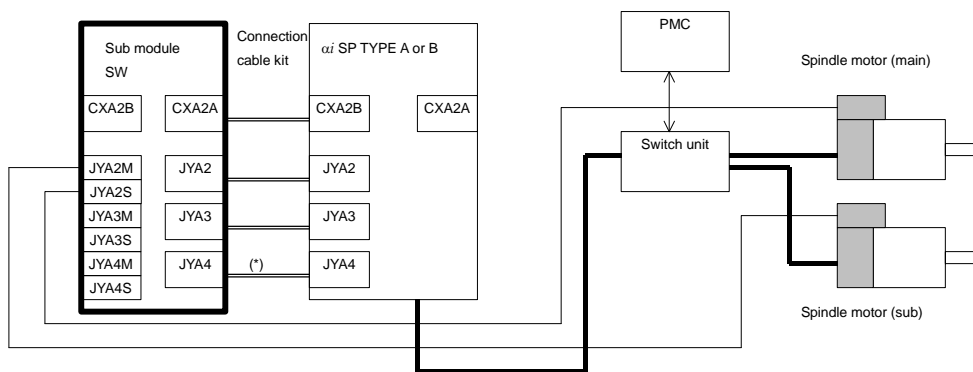 Sub module
SW
Connection
cable kit
αi SP TYPE A or B
PMC
Spindle motor (main)
CXA2B
CXA2A
CXA2B
CXA2A
Switch unit
JYA2M
JYA2
JYA2
JYA2S
JYA3M
JYA3
JYA3
JYA3S
JYA4M
JYA4
(*)
JYA4
JYA4S
Spindle motor (sub)